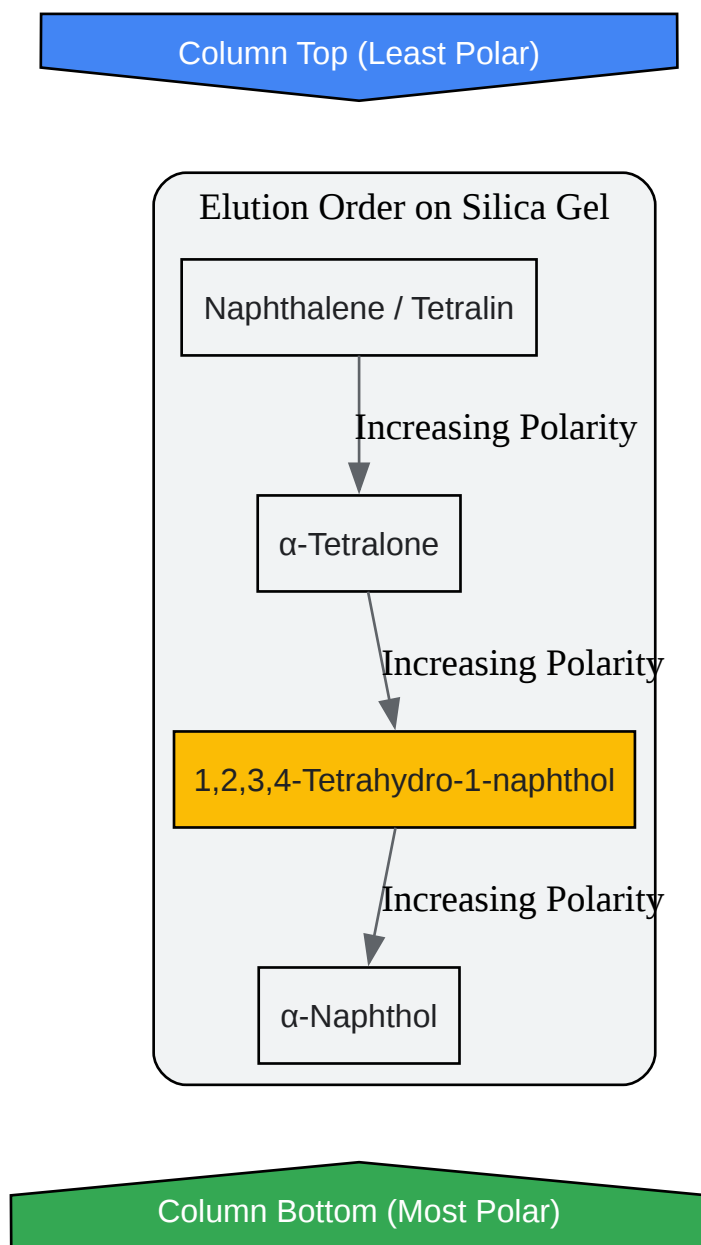 Column Top (Least Polar)
Elution Order on Silica Gel
Naphthalene / Tetralin
Increasing Polarity
α-Tetralone
Increasing Polarity
1,2,3,4-Tetrahydro-1-naphthol
Increasing Polarity
α-Naphthol
Column Bottom (Most Polar)